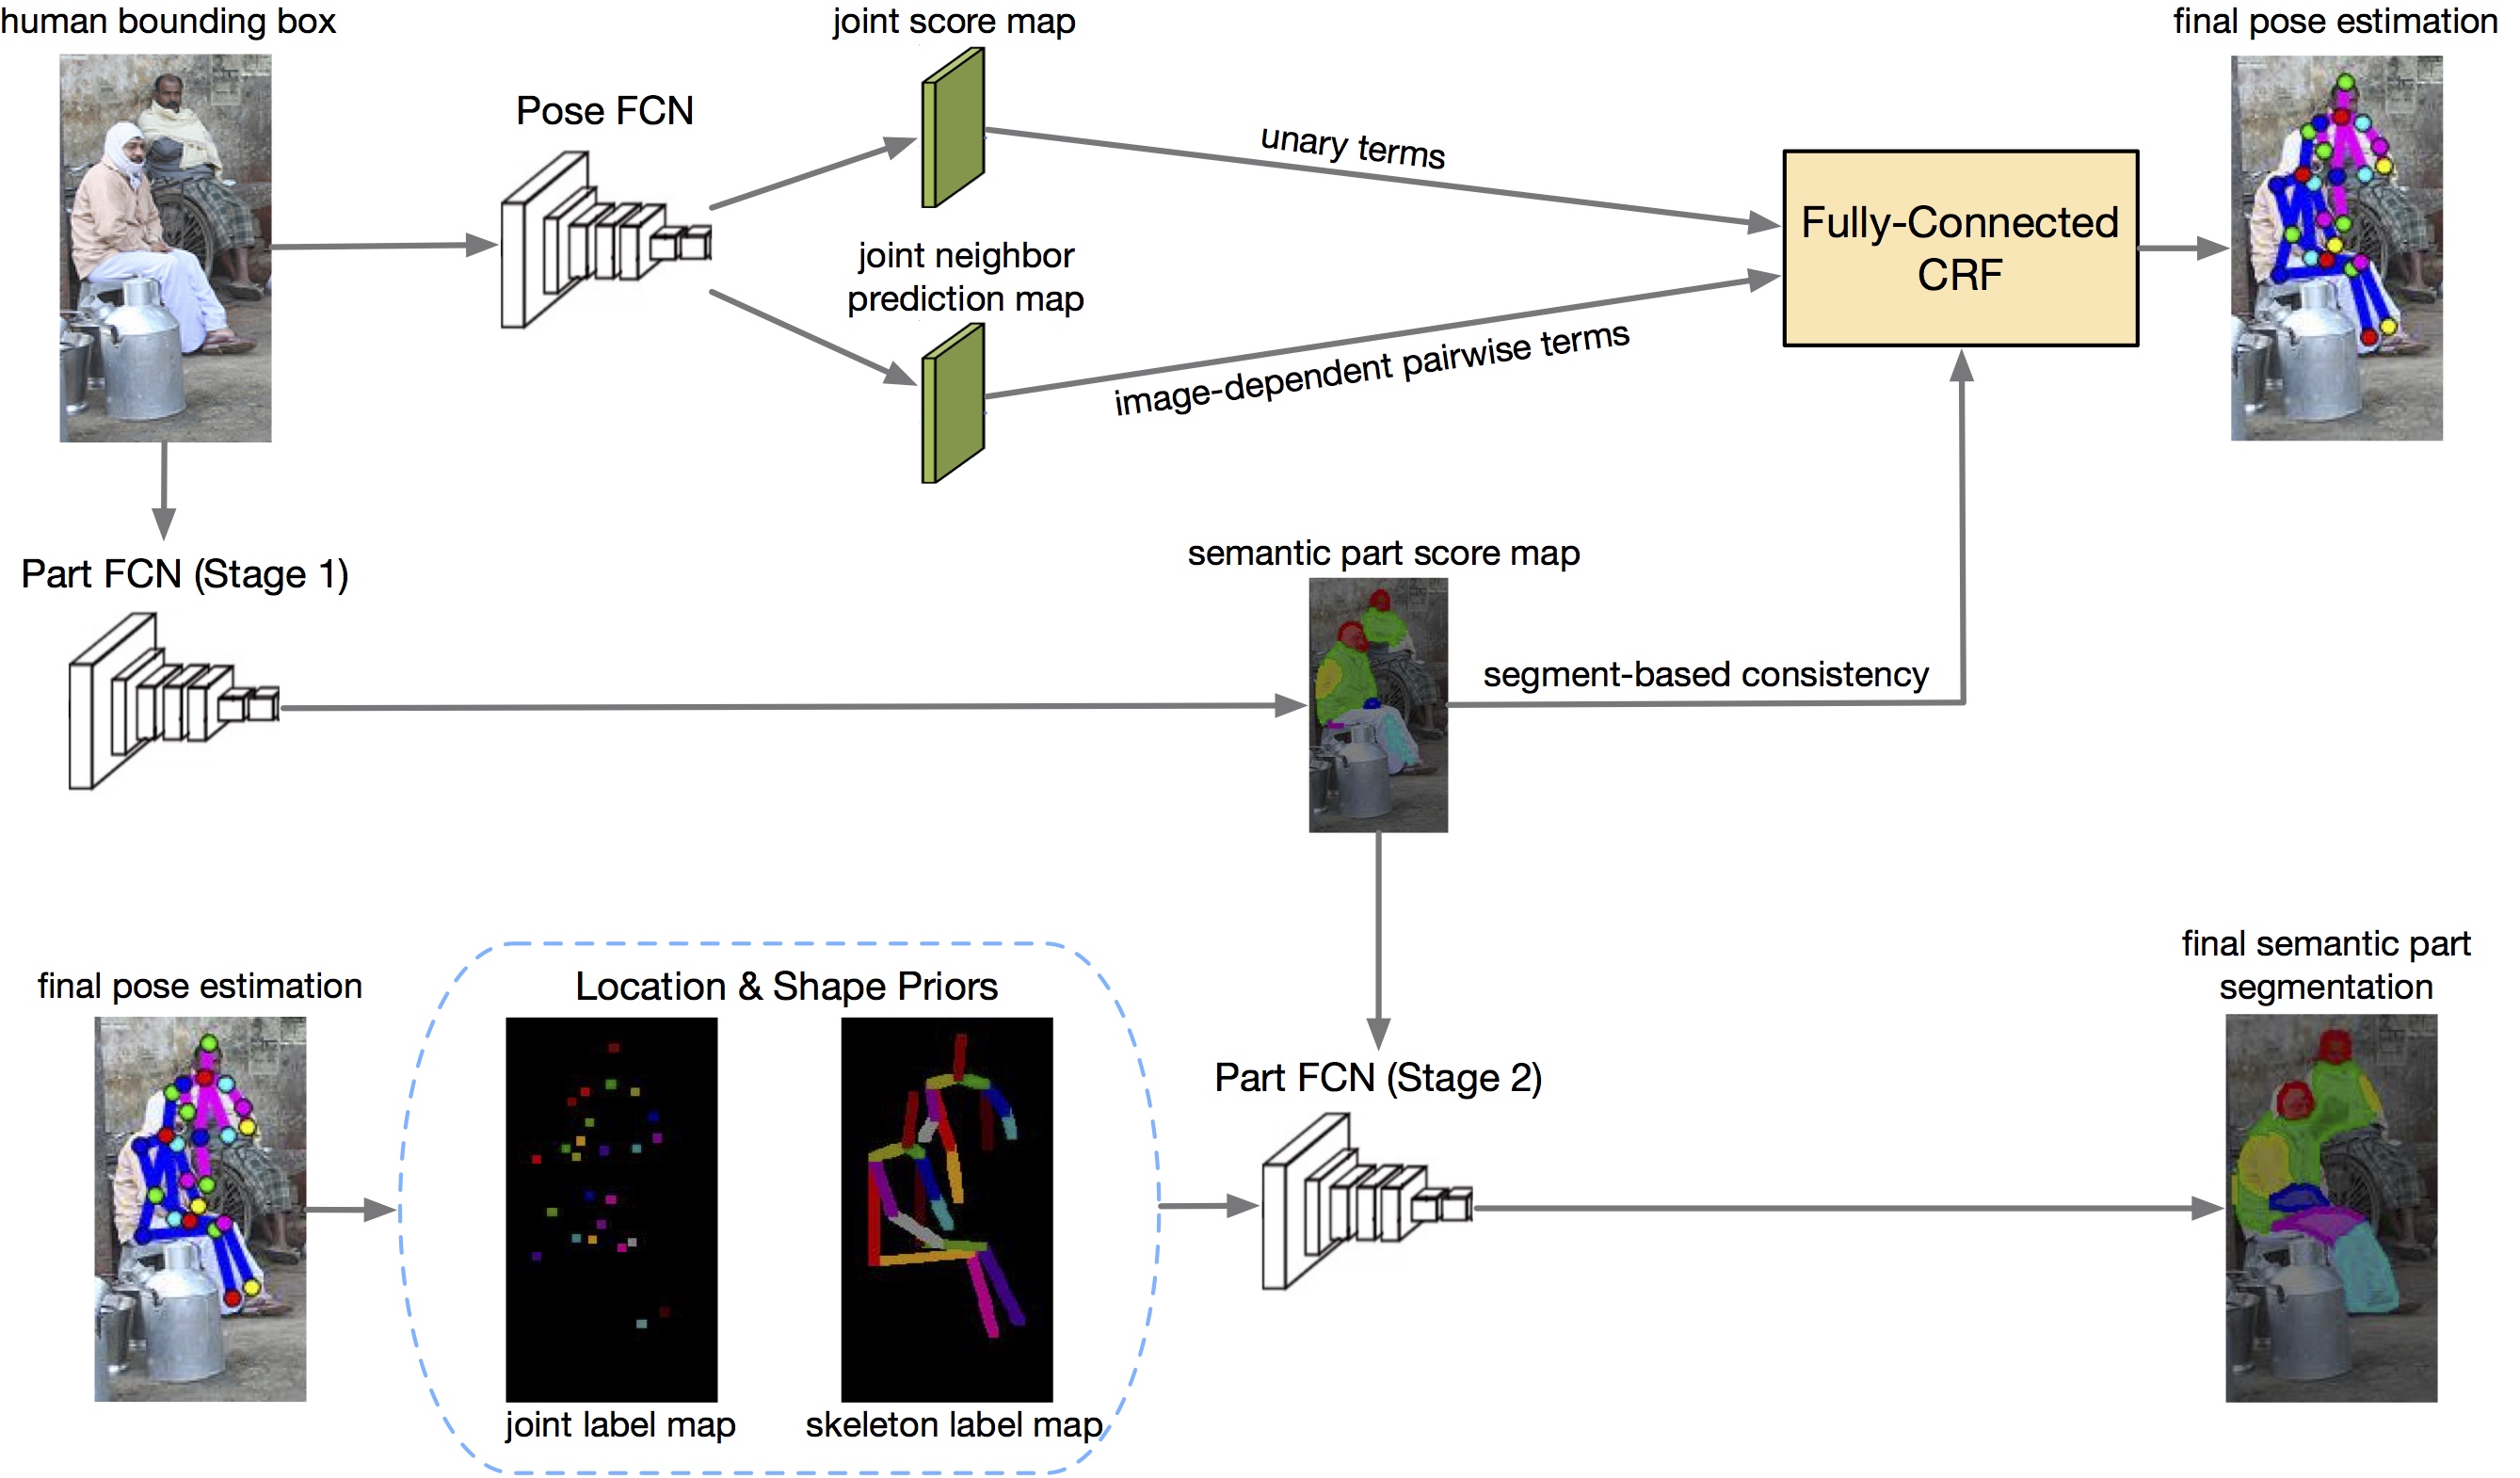 human bounding box
joint score map
final pose estimation
Pose FCN
unary terms
joint neighbor
prediction map
Fully-Connected
CRF
image-dependent pairwise terms
Part FCN (Stage 1)
semantic part score map
segment-based consistency
final pose estimation
Location & Shape Priors
joint label map
skeleton label map
Part FCN (Stage 2)
final semantic part
segmentation